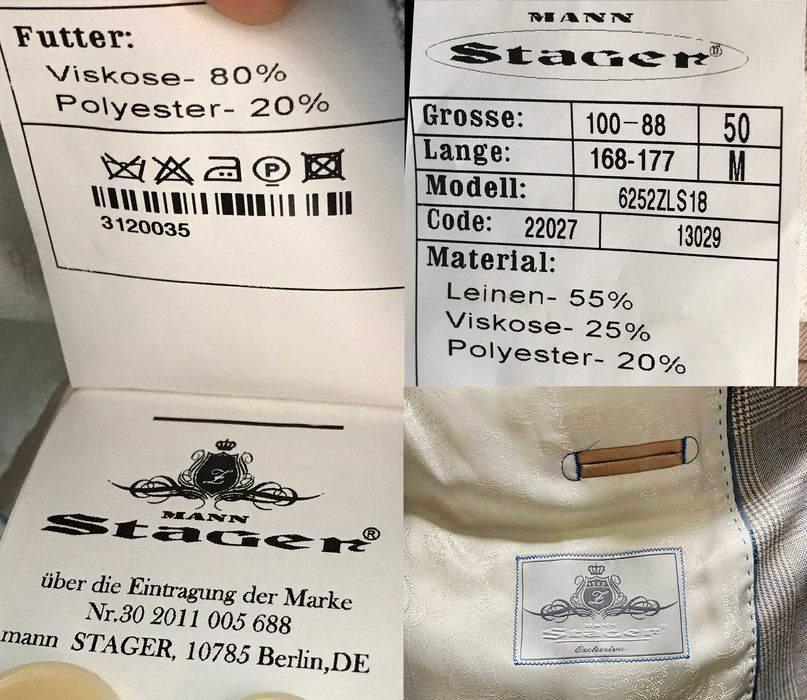 Futter:
Viskose- 80%
Polyester- 20%
P
3120035
MANN
Stager®
über die Eintragung der Marke
Nr.30 2011 005 688
mann STAGER, 10785 Berlin,DE
MANN
Stager®
Grosse: 100-88 50
Lange: 168-177 M
Modell: 6252ZLS18
Code: 22027 13029
Material:
Leinen- 55%
Viskose- 25%
Polyester- 20%
MANN
Stager
Exclusive